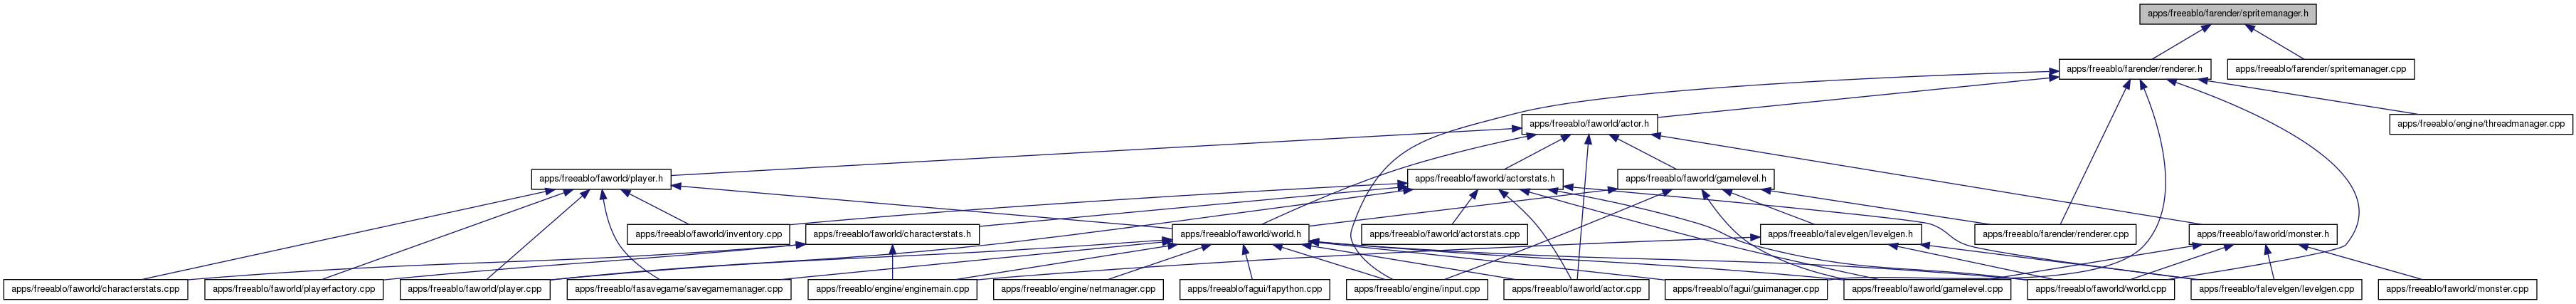 apps/freeablo/farender/spritemanager.h
apps/freeablo/farender/renderer.h
apps/freeablo/farender/spritemanager.cpp
apps/freeablo/faworld/actor.h
apps/freeablo/engine/threadmanager.cpp
apps/freeablo/faworld/player.h
apps/freeablo/faworld/actorstats.h
apps/freeablo/faworld/gamelevel.h
apps/freeablo/faworld/inventory.cpp
apps/freeablo/faworld/characterstats.h
apps/freeablo/faworld/world.h
apps/freeablo/faworld/actorstats.cpp
apps/freeablo/falevelgen/levelgen.h
apps/freeablo/farender/renderer.cpp
apps/freeablo/faworld/monster.h
apps/freeablo/faworld/characterstats.cpp
apps/freeablo/faworld/playerfactory.cpp
apps/freeablo/faworld/player.cpp
apps/freeablo/fasavegame/savegamemanager.cpp
apps/freeablo/engine/enginemain.cpp
apps/freeablo/engine/netmanager.cpp
apps/freeablo/fagui/fapython.cpp
apps/freeablo/engine/input.cpp
apps/freeablo/faworld/actor.cpp
apps/freeablo/fagui/guimanager.cpp
apps/freeablo/faworld/gamelevel.cpp
apps/freeablo/faworld/world.cpp
apps/freeablo/falevelgen/levelgen.cpp
apps/freeablo/faworld/monster.cpp